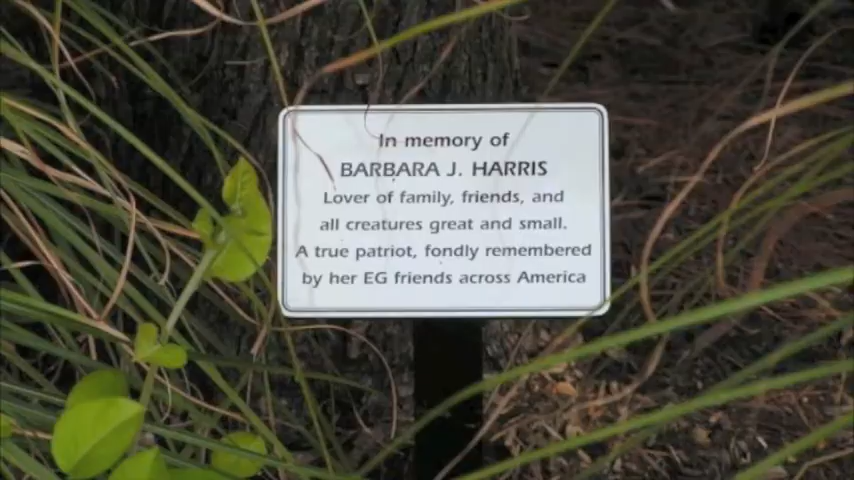 In memory of
BARBARA J. HARRIS
Lover of family, friends, and
all creatures great and small.
A true patriot, fondly remembered
by her EG friends across America